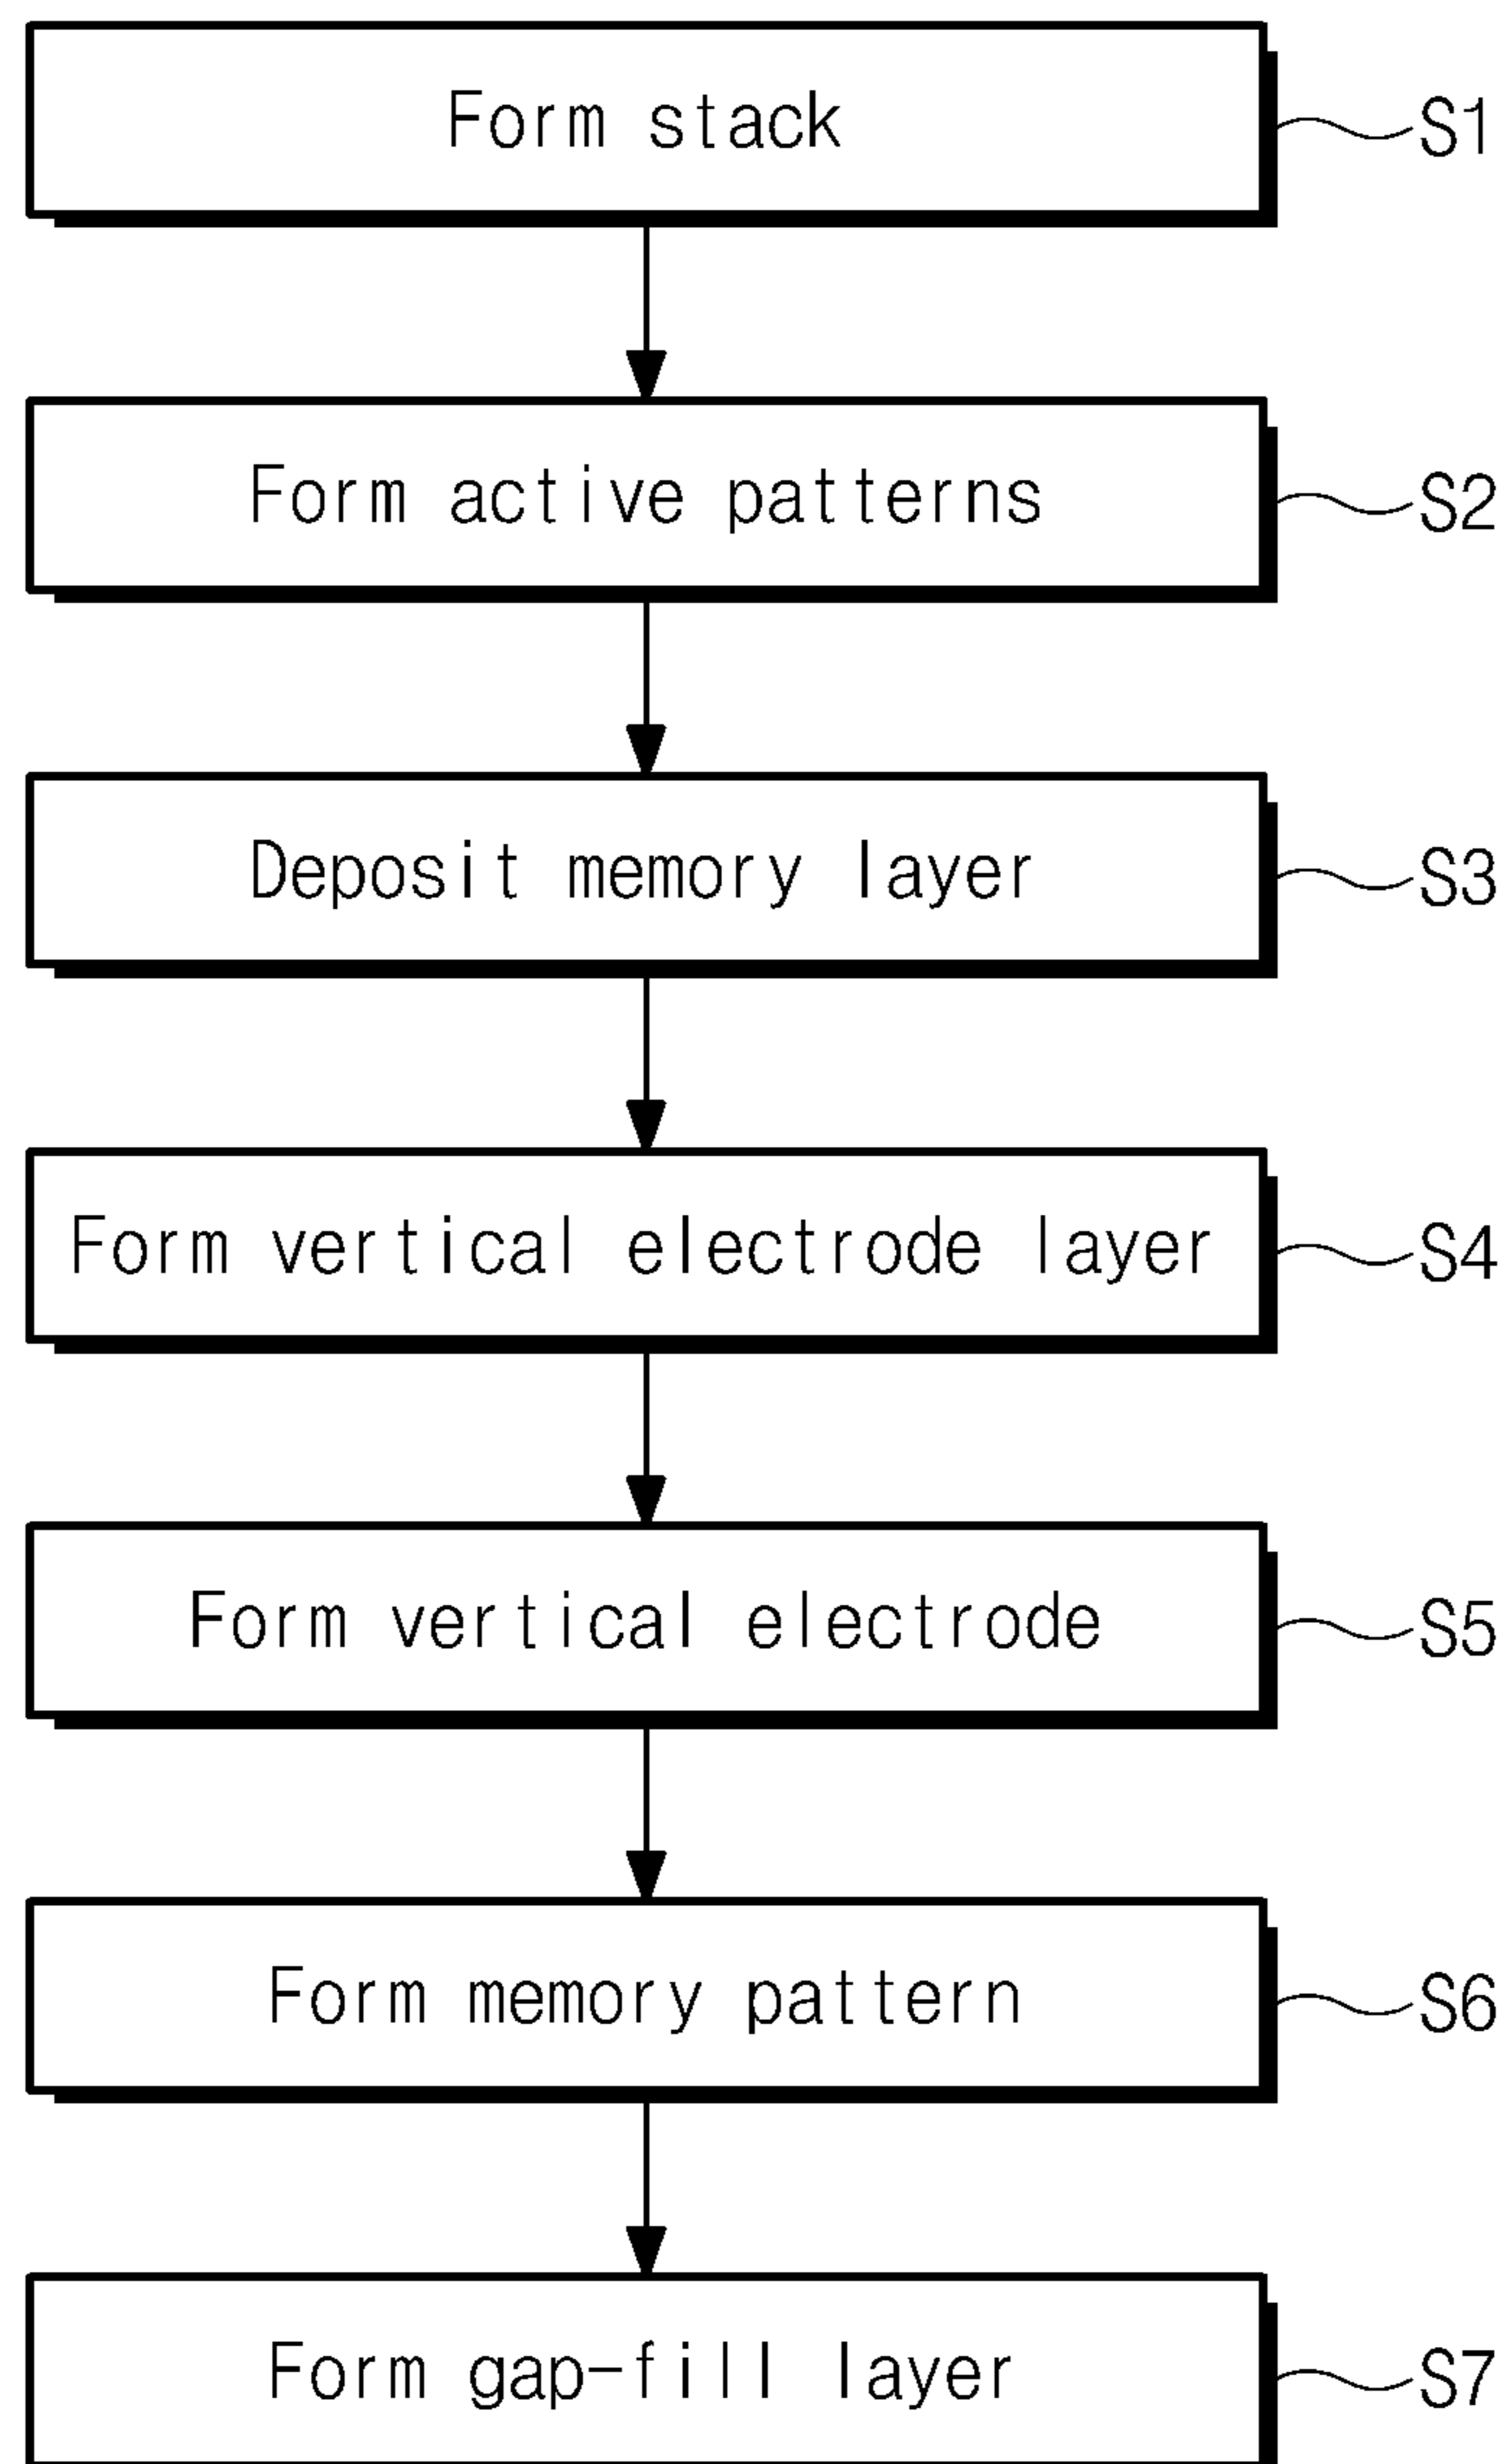 Form stack S1
Form active patterns S2
Deposit memory layer S3
Form vertical electrode layer S4
Form vertical electrode S5
Form memory pattern S6
Form gap-fill layer S7